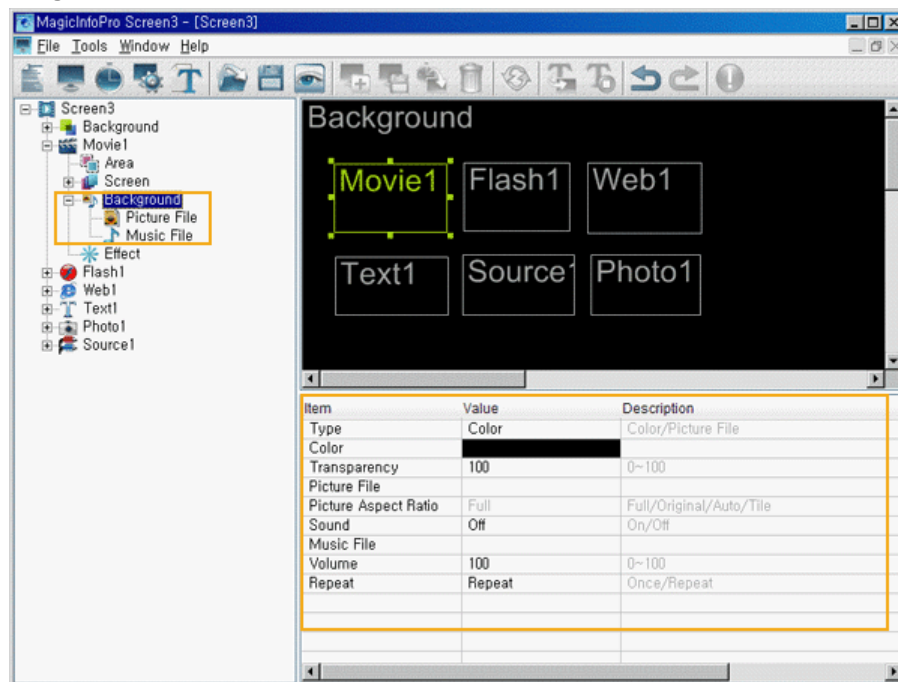 MagicInfoPro Screen3 - [Screen3]
File Tools Window Help
Screen3
Background
Movie1
Area
Screen
Background
Picture File
Music File
Effect
Flash1
Web1
Text1
Photo1
Source1
Background
Movie1 Flash1 Web1
Text1 Source1 Photo1
Item Value Description
Type Color Color/Picture File
Color
Transparency 100 0~100
Picture File
Picture Aspect Ratio Full Full/Original/Auto/Tile
Sound Off On/Off
Music File
Volume 100 0~100
Repeat Repeat Once/Repeat